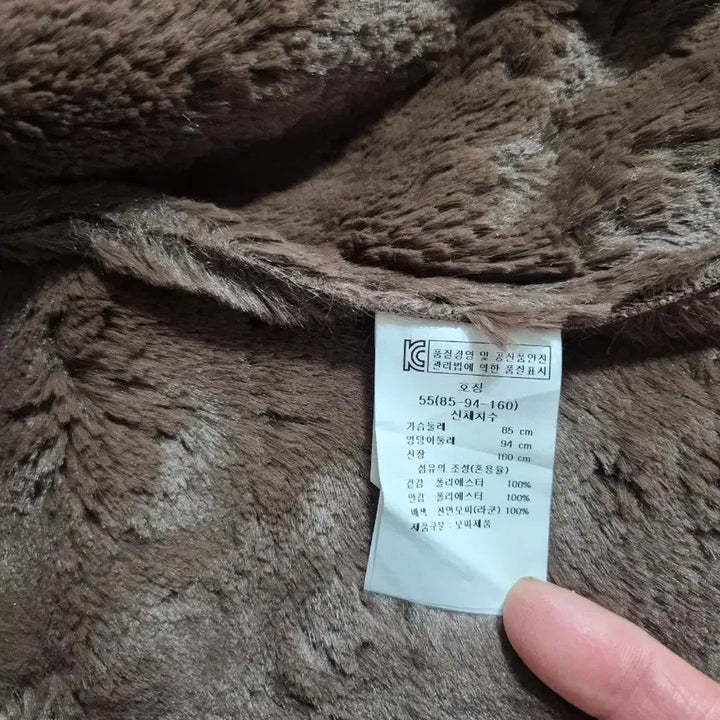 KC 품질경영 및 공산품안전
관리법에 의한 품질표시
호칭
55(85-94-160)
신체치수
가슴둘레 85 cm
엉덩이둘레 94 cm
신장 160 cm
섬유의 조성(혼용율)
겉감 폴리에스터 100%
안감 폴리에스터 100%
배색 천연모피(라쿤) 100%
제품구분 : 모피제품